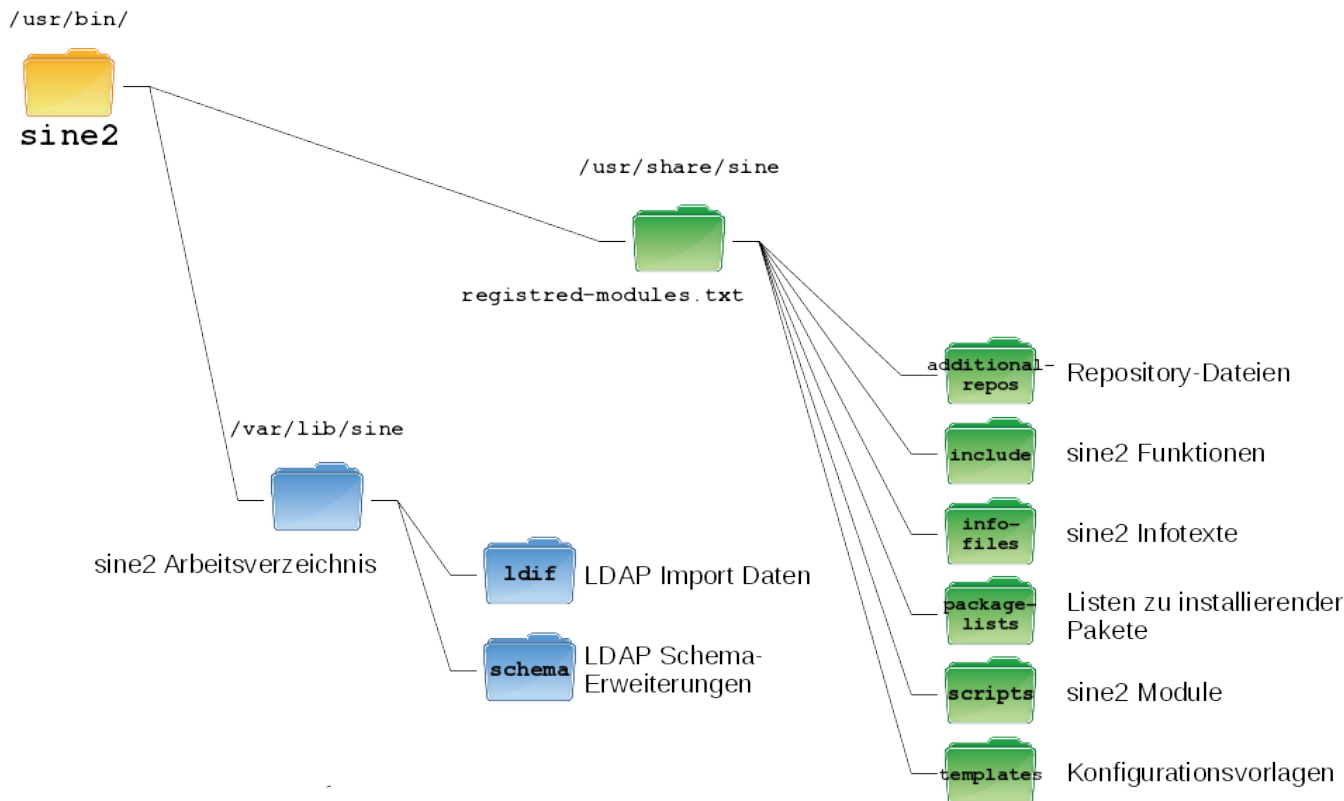 /usr/bin/
sine2
/usr/share/sine
registred-modules.txt
additional-
repos
Repository-Dateien
include
sine2 Funktionen
info-
files
sine2 Infotexte
package-
lists
Listen zu installierender
Pakete
scripts
sine2 Module
templates
Konfigurationsvorlagen
/var/lib/sine
sine2 Arbeitsverzeichnis
ldif
LDAP Import Daten
schema
LDAP Schema-
Erweiterungen